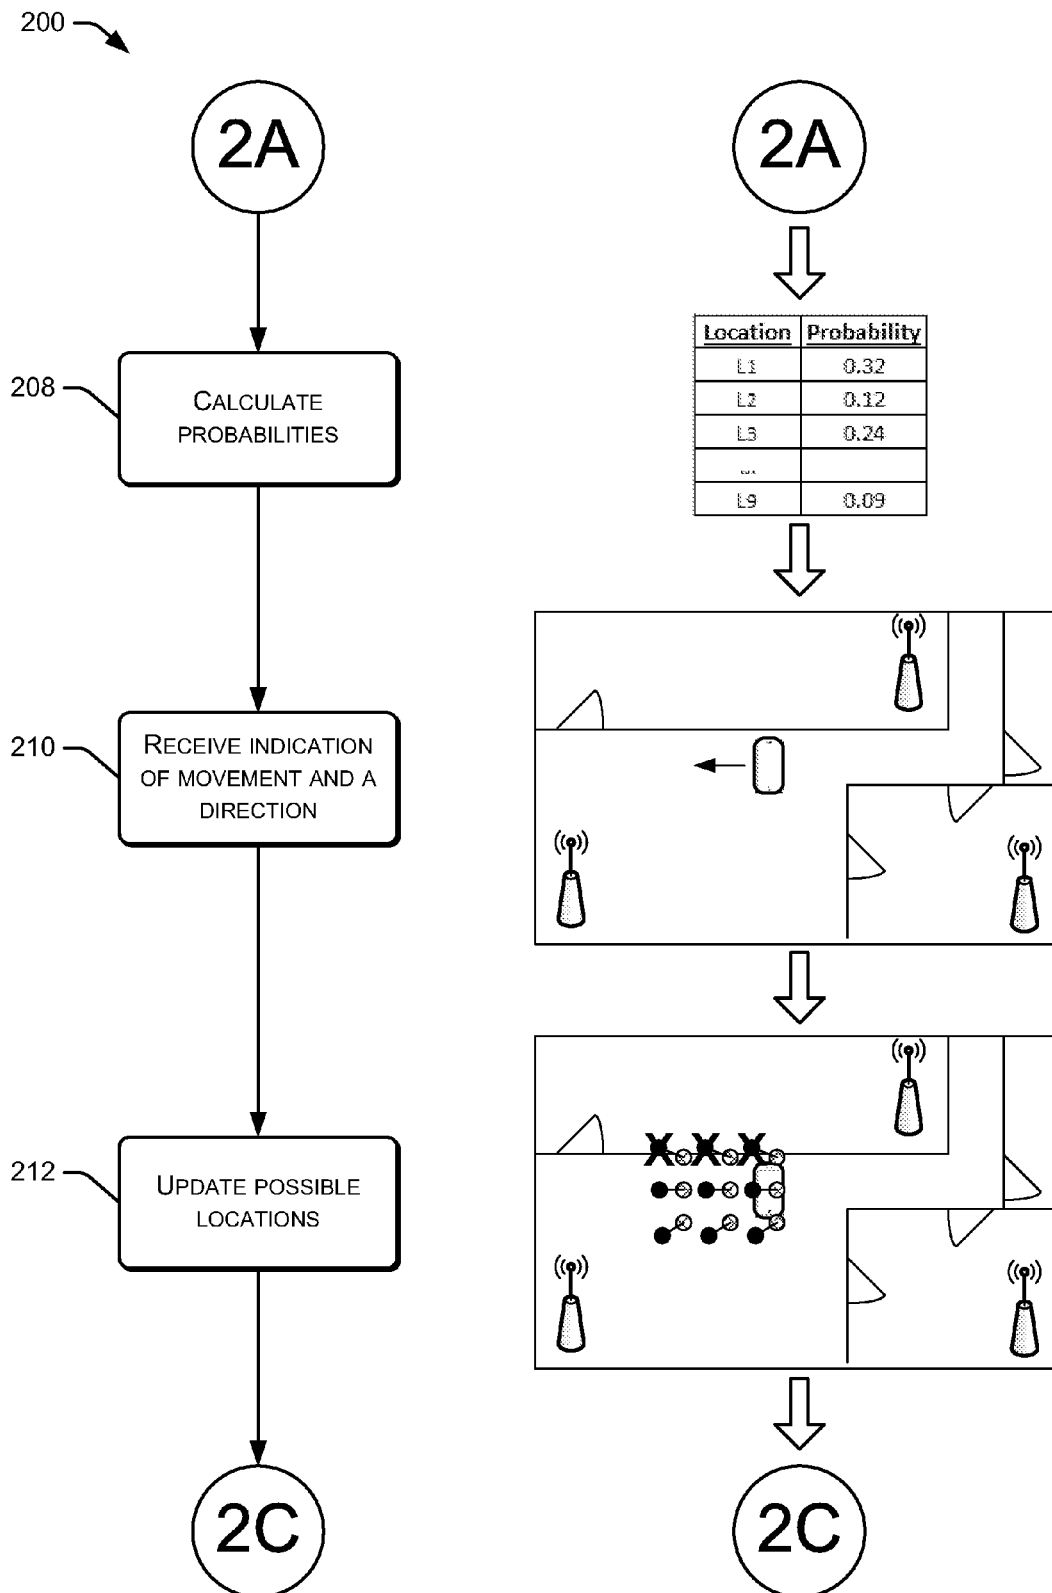 200
2A
2A
Location Probability
L1 0.32
L2 0.12
L3 0.24
...
L9 0.09
208
CALCULATE
PROBABILITIES
210
RECEIVE INDICATION
OF MOVEMENT AND A
DIRECTION
212
UPDATE POSSIBLE
LOCATIONS
2C
2C